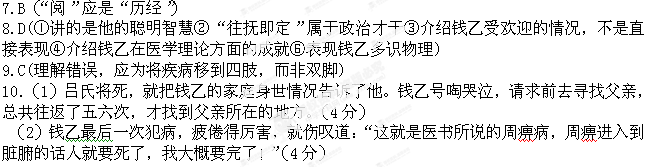 7.B（“阅 ”应是 “历经 ”）
8.D(①讲的是他的聪明智慧② “往抚即定 ”属于政治才干③介绍钱乙受欢迎的情况，不是直
接表现④介绍钱乙在医学理论方面的成就⑥表现钱乙多识物理）
9.C(理解错误，应为将疾病移到四肢，而非双脚）
10.（1）吕氏将死，就把钱乙的家庭身世情况告诉了他。钱乙号啕哭泣，请求前去寻找父亲，
总共往返了五六次，才找到父亲所在的地方。（4 分）
（2）钱乙最后一次犯病，疲倦得厉害，就伤叹道：“这就是医书所说的周痹病，周痹进入到
脏腑的话人就要死了，我大概要完了！”（4 分）